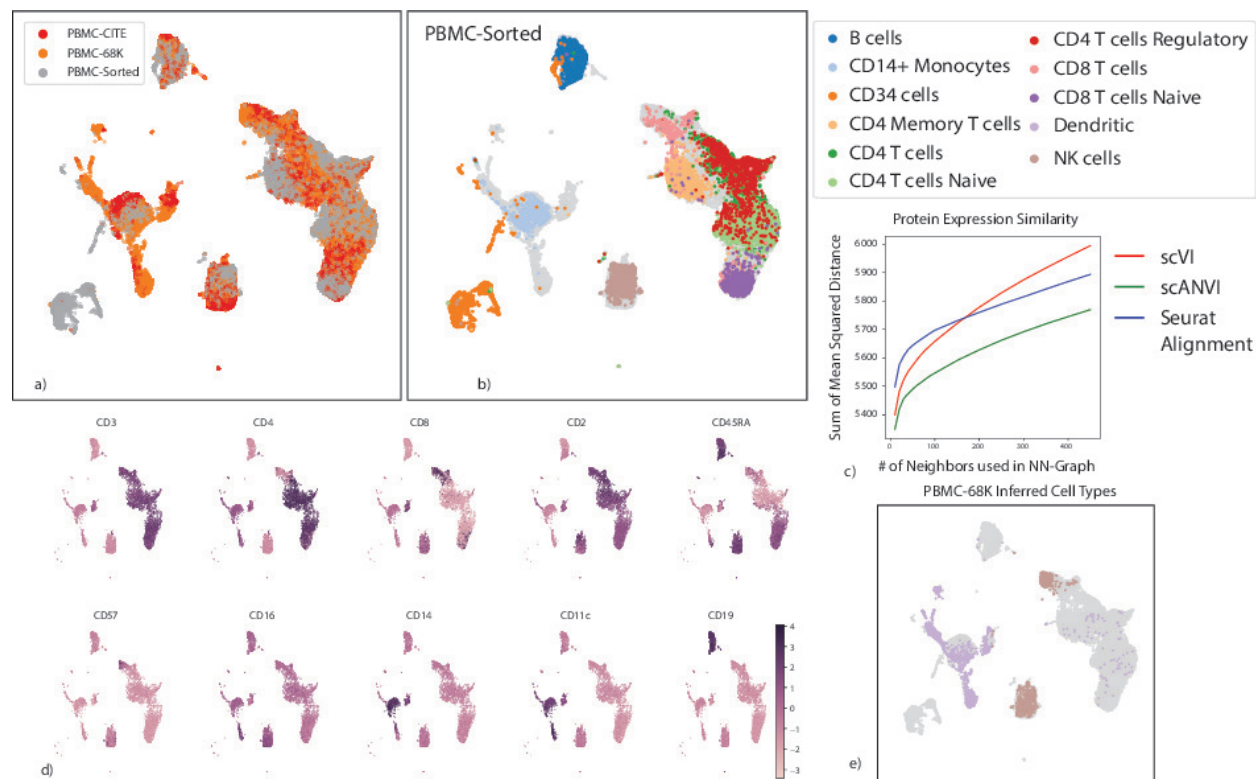 PBMC-CITE
PBMC-68K
PBMC-Sorted
a)
PBMC-Sorted
b)
B cells
CD14+ Monocytes
CD34 cells
CD4 Memory T cells
CD4 T cells
CD4 T cells Naive
CD4 T cells Regulatory
CD8 T cells
CD8 T cells Naive
Dendritic
NK cells
Protein Expression Similarity
Sum of Mean Squared Distance
6000
5900
5800
5700
5600
5500
5400
0
100
200
300
400
# of Neighbors used in NN-Graph
c)
scVI
scANVI
Seurat
Alignment
CD3
CD4
CD8
CD2
CD45RA
CD57
CD16
CD14
CD11c
CD19
4
3
2
1
0
−1
−2
−3
d)
PBMC-68K Inferred Cell Types
e)